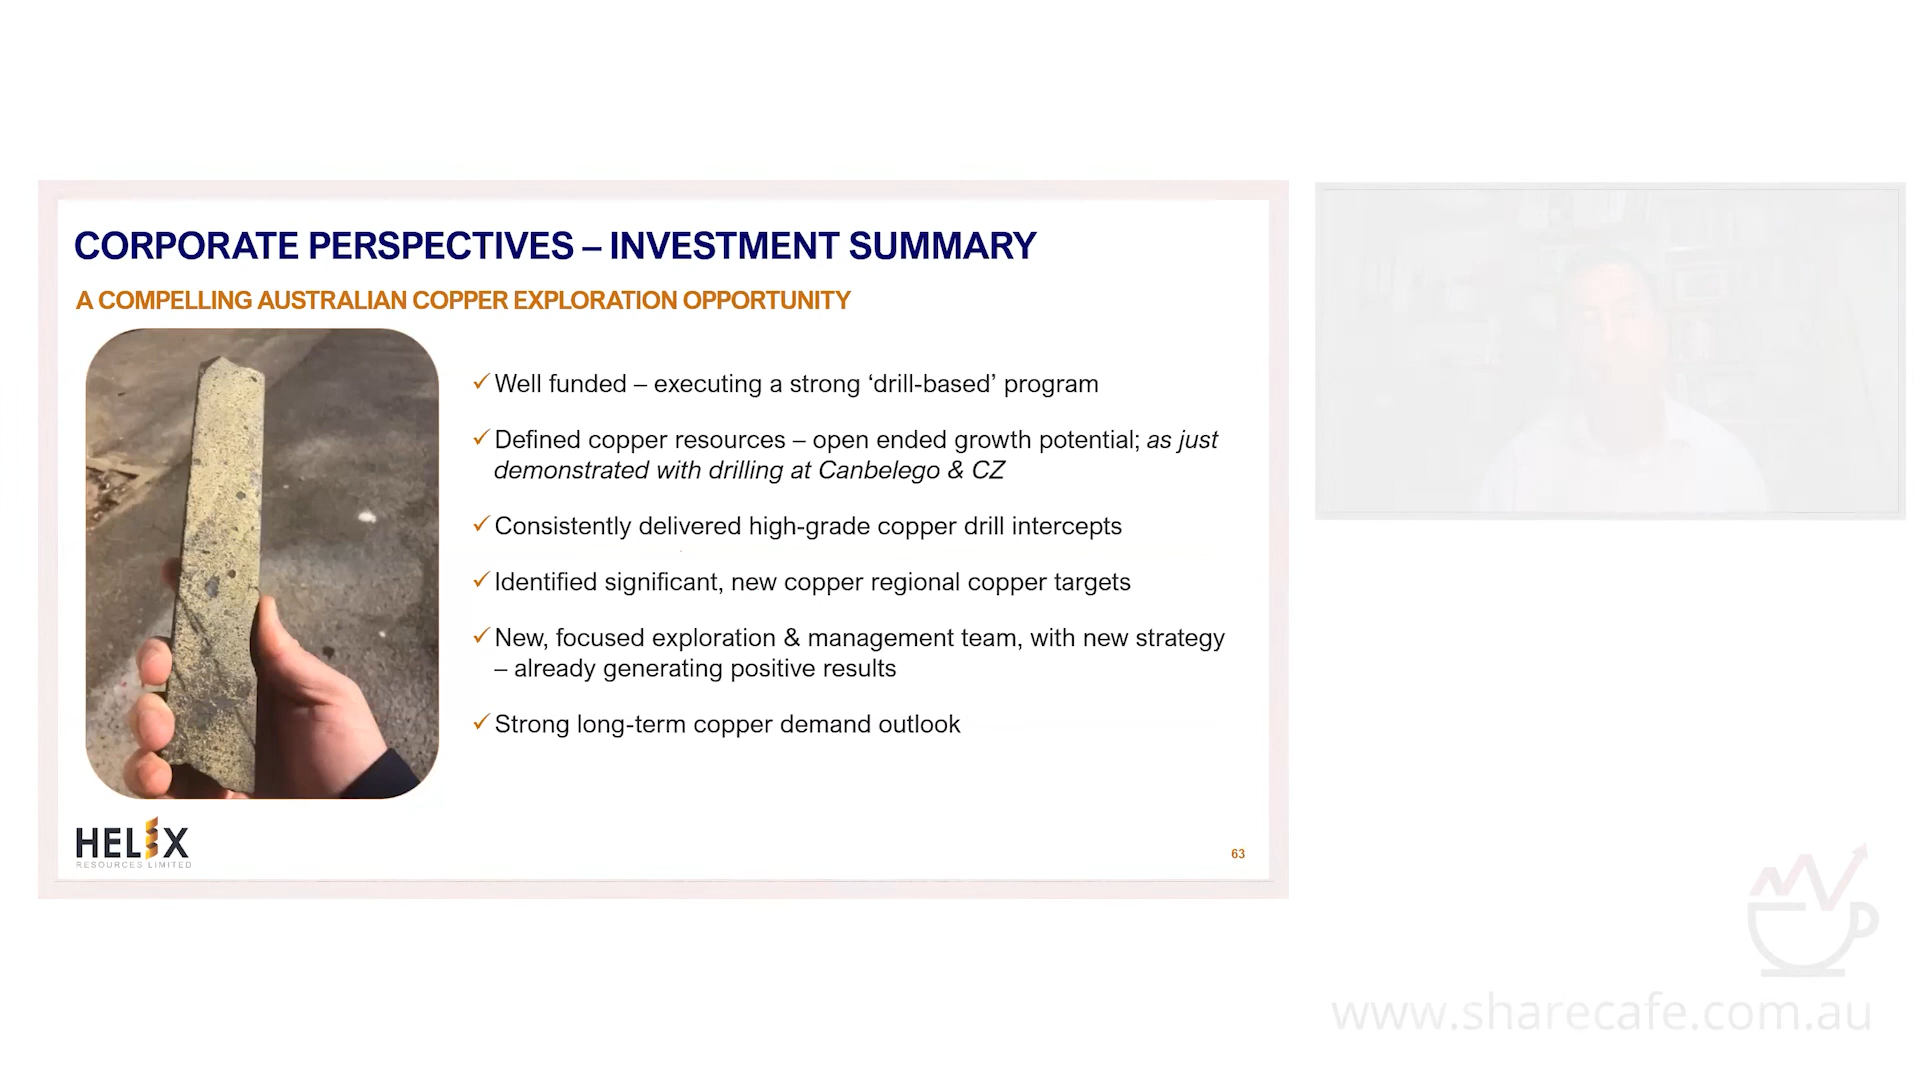 CORPORATE PERSPECTIVES – INVESTMENT SUMMARY
A COMPELLING AUSTRALIAN COPPER EXPLORATION OPPORTUNITY
✓Well funded – executing a strong ‘drill-based’ program
✓Defined copper resources – open ended growth potential; as just
demonstrated with drilling at Canbelego & CZ
✓Consistently delivered high-grade copper drill intercepts
✓Identified significant, new copper regional copper targets
✓New, focused exploration & management team, with new strategy
– already generating positive results
✓Strong long-term copper demand outlook
HELIX
RESOURCES LIMITED
63
www.sharecafe.com.au